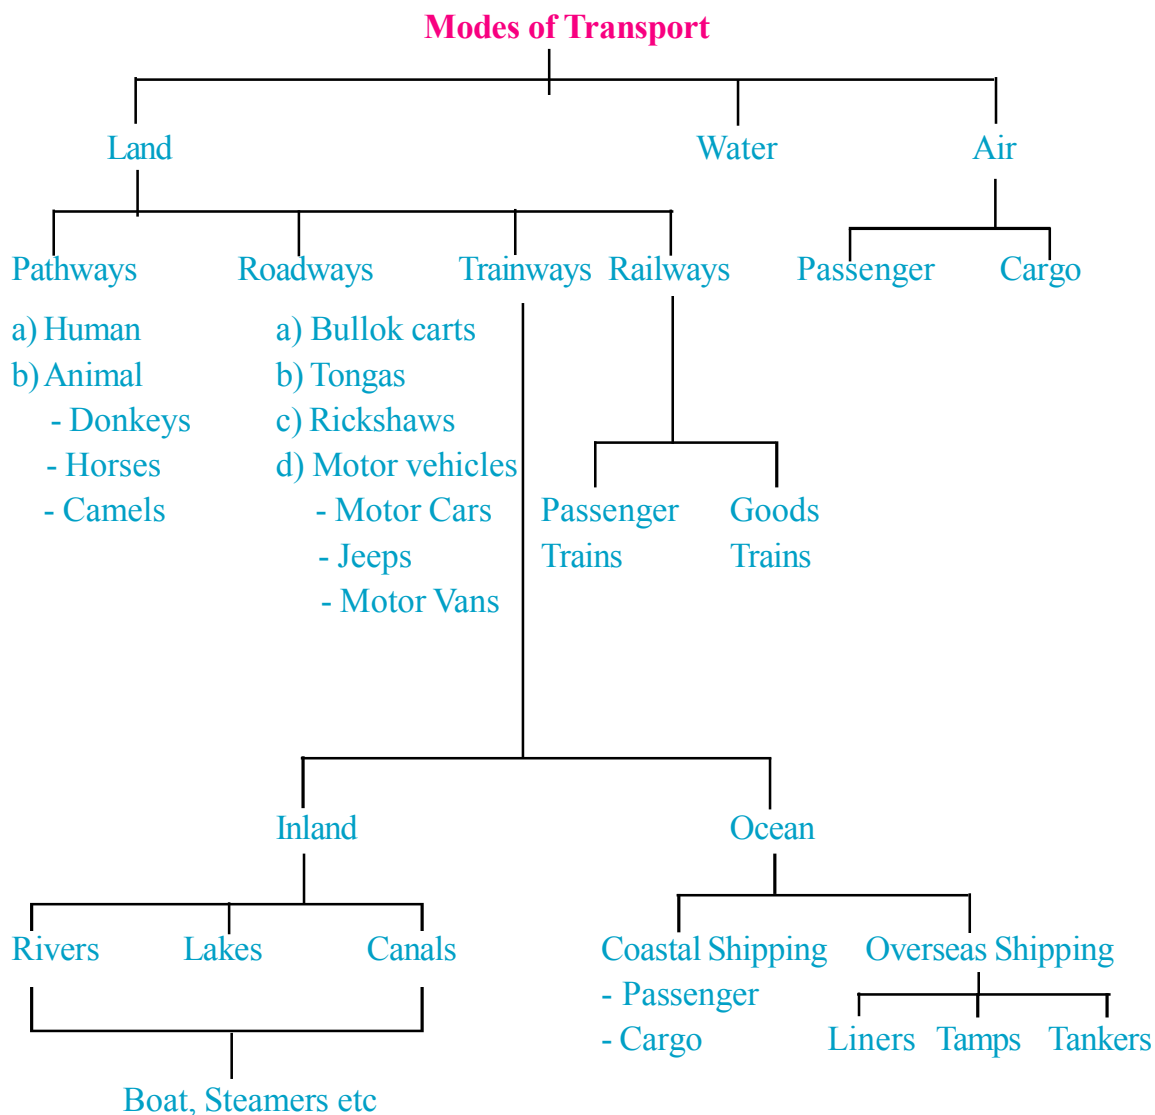 Modes of Transport
Land Water Air
Pathways Roadways Trainways Railways Passenger Cargo
a) Human
b) Animal
- Donkeys
- Horses
- Camels
a) Bullok carts
b) Tongas
c) Rickshaws
d) Motor vehicles
- Motor Cars
- Jeeps
- Motor Vans
Passenger
Trains
Goods
Trains
Inland Ocean
Rivers Lakes Canals
Boat, Steamers etc
Coastal Shipping
- Passenger
- Cargo
Overseas Shipping
Liners Tamps Tankers